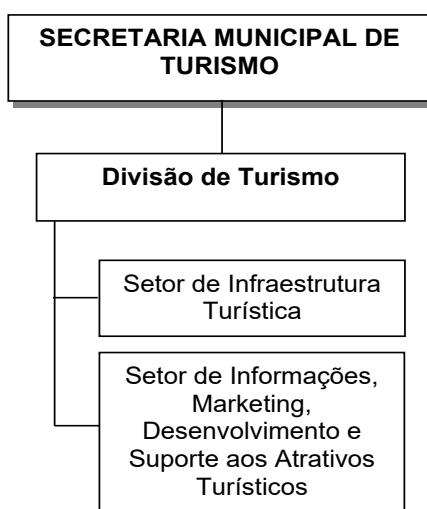 SECRETARIA MUNICIPAL DE
TURISMO
Divisão de Turismo
Setor de Infraestrutura
Turística
Setor de Informações,
Marketing,
Desenvolvimento e
Suporte aos Atrativos
Turísticos